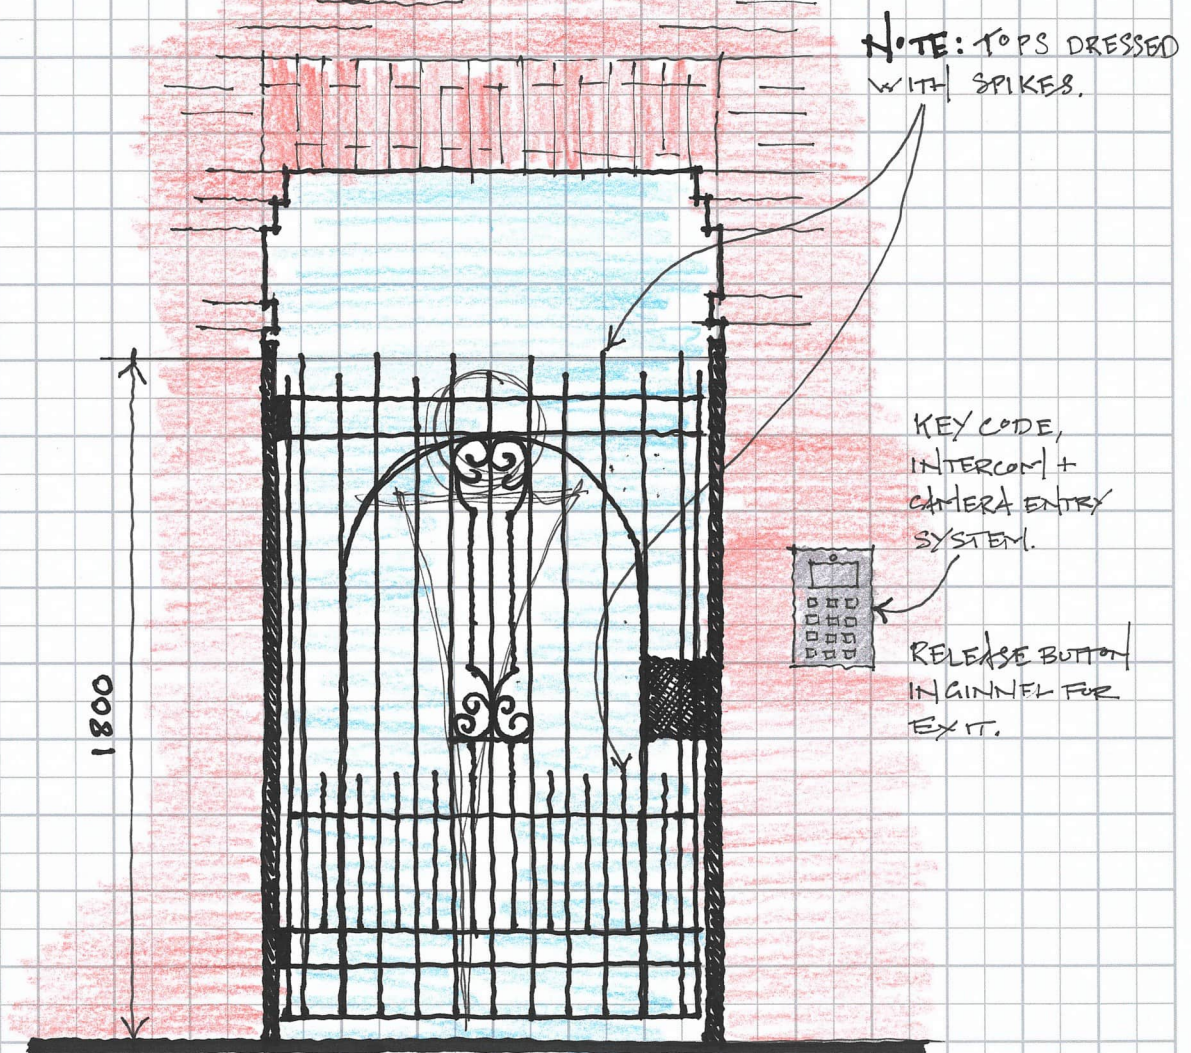 NOTE: TOPS DRESSED
WITH SPIKES.
KEY CODE,
INTERCOM +
CAMERA ENTRY
SYSTEM.
1800
RELEASE BUTTON
IN GINNEL FOR
EXIT.